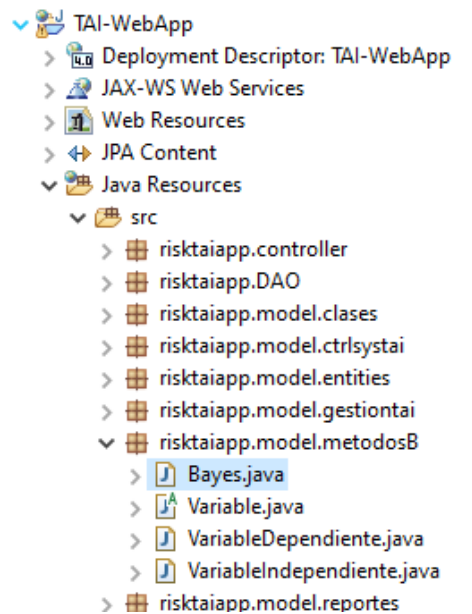 TAI-WebApp
4.0 Deployment Descriptor: TAI-WebApp
JAX-WS Web Services
Web Resources
JPA Content
Java Resources
src
risktaiapp.controller
risktaiapp.DAO
risktaiapp.model.clases
risktaiapp.model.ctrlsystai
risktaiapp.model.entities
risktaiapp.model.gestiontai
risktaiapp.model.metodosB
J Bayes.java
J A Variable.java
J VariableDependiente.java
J VariableIndependiente.java
risktaiapp.model.reportes